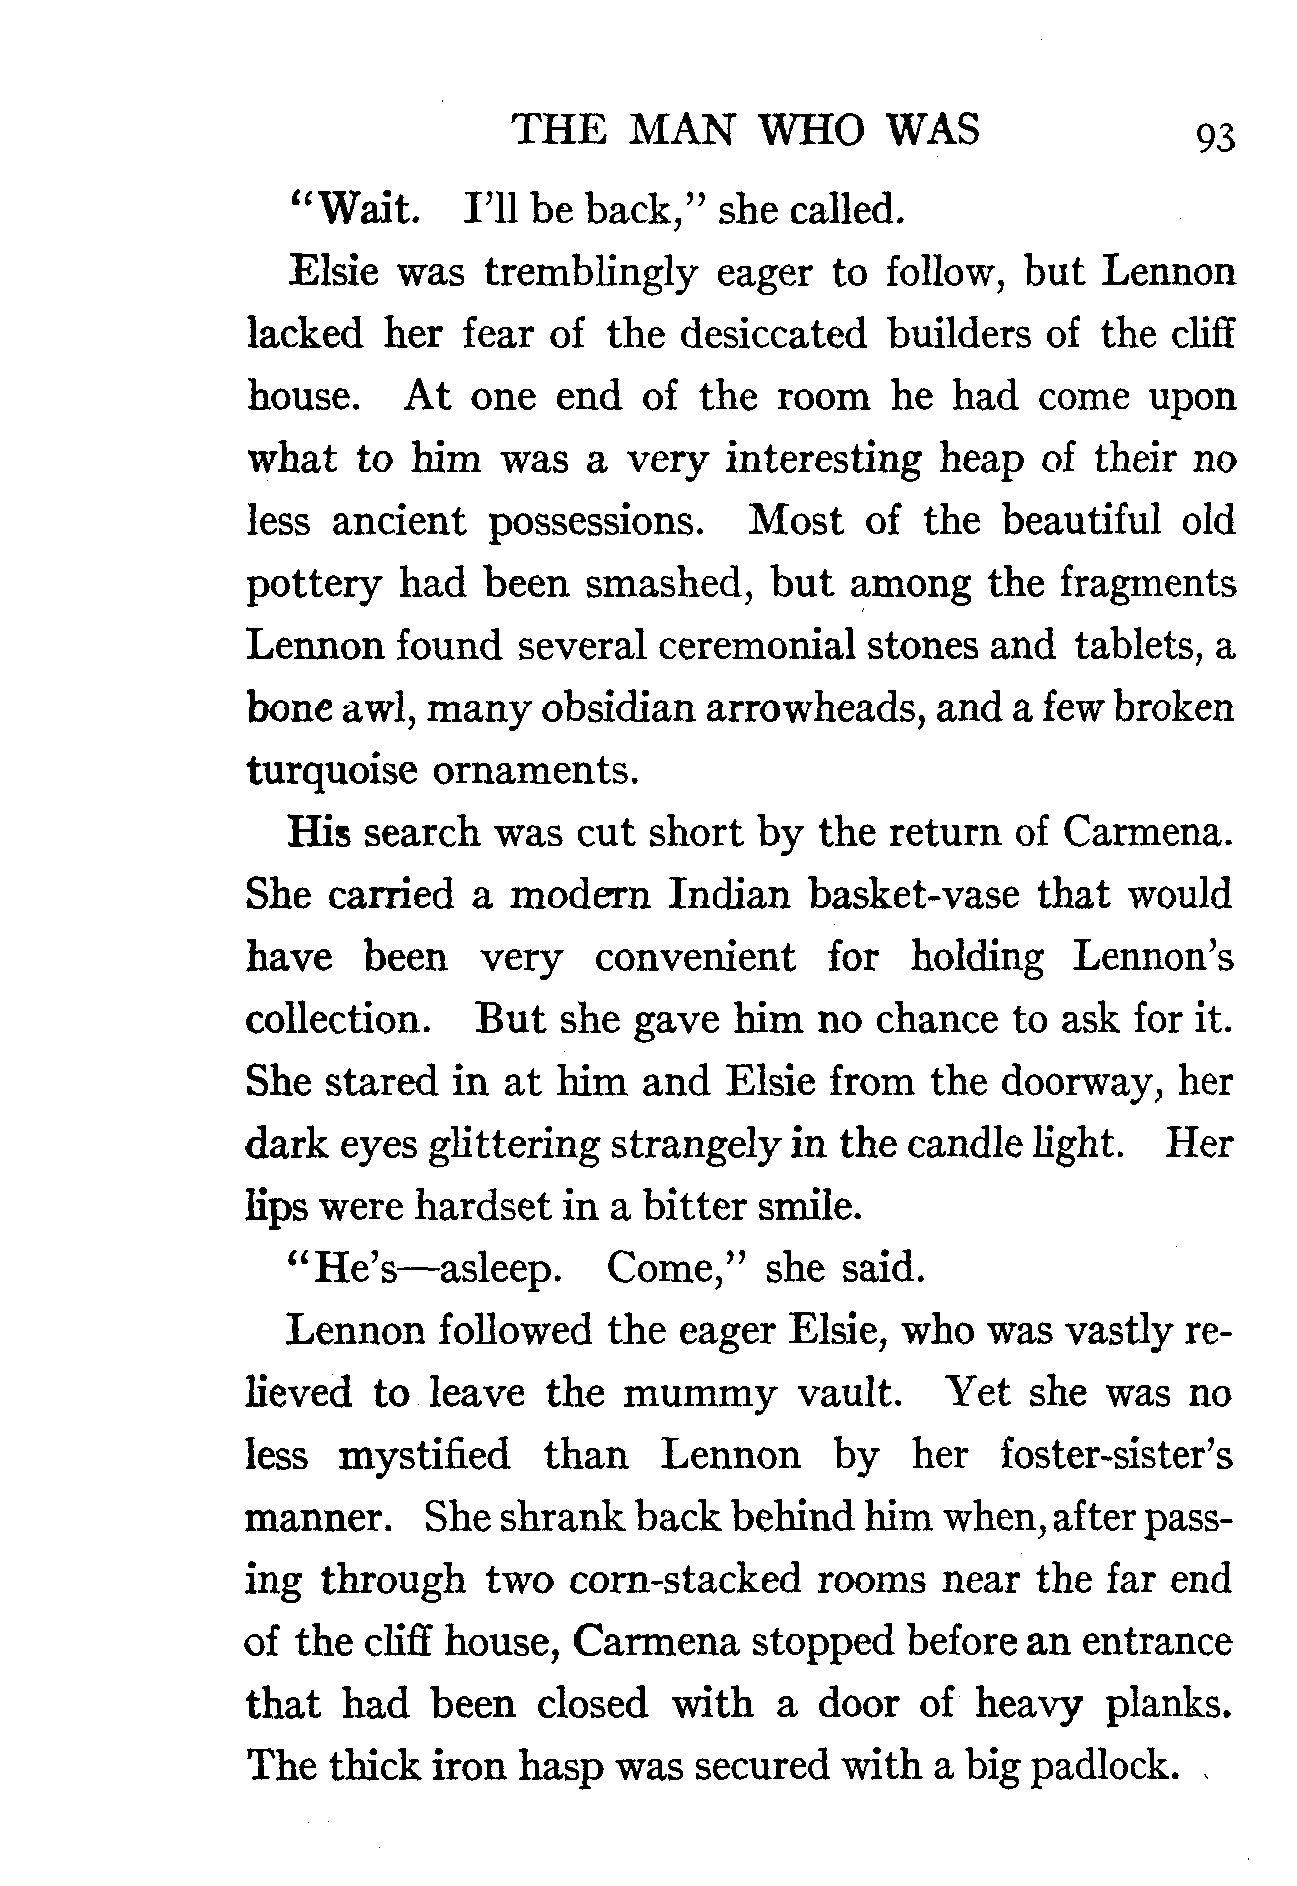 THE MAN WHO WAS 93
“Wait. I’ll be back,” she called.
Elsie was tremblingly eager to follow, but Lennon
lacked her fear of the desiccated builders of the cliff
house. At one end of the room he had come upon
what to him was a very interesting heap of their no
less ancient possessions. Most of the beautiful old
pottery had been smashed, but among the fragments
Lennon found several ceremonial stones and tablets, a
bone awl, many obsidian arrowheads, and a few broken
turquoise ornaments.
His search was cut short by the return of Carmena.
She carried a modern Indian basket-vase that would
have been very convenient for holding Lennon’s
collection. But she gave him no chance to ask for it.
She stared in at him and Elsie from the doorway, her
dark eyes glittering strangely in the candle light. Her
lips were hardset in a bitter smile.
“He’s—asleep. Come,” she said.
Lennon followed the eager Elsie, who was vastly re-
lieved to leave the mummy vault. Yet she was no
less mystified than Lennon by her foster-sister’s
manner. She shrank back behind him when, after pass-
ing through two corn-stacked rooms near the far end
of the cliff house, Carmena stopped before an entrance
that had been closed with a door of heavy planks.
The thick iron hasp was secured with a big padlock.